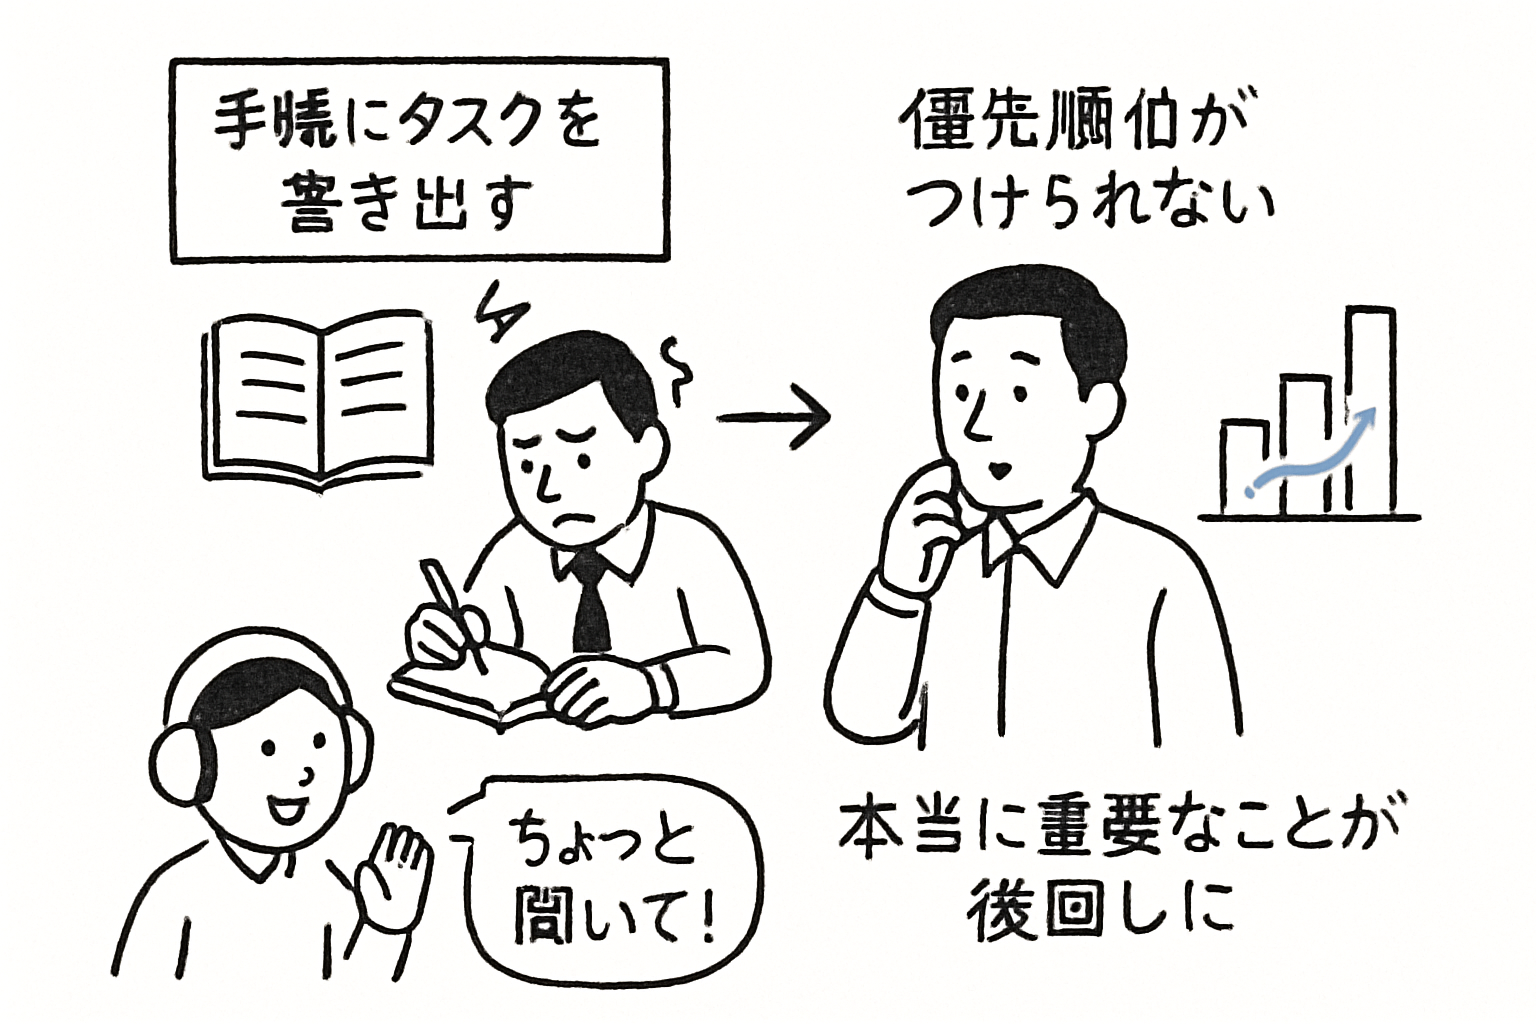 手帳にタスクを
書き出す
優先順位が
つけられない
ちょっと
聞いて!
本当に重要なことが
後回しに